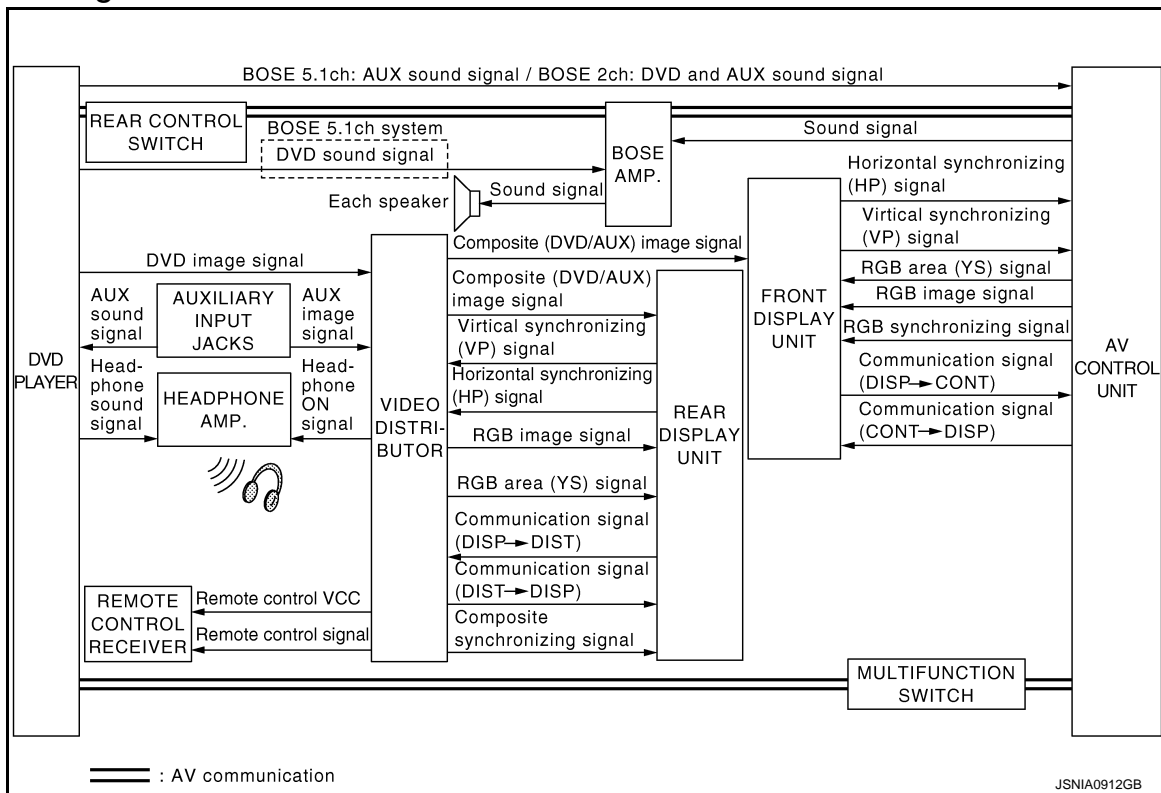 BOSE 5.1ch: AUX sound signal / BOSE 2ch: DVD and AUX sound signal
REAR CONTROL
SWITCH
BOSE 5.1ch system
DVD sound signal
BOSE
AMP.
Sound signal
Each speaker
Sound signal
Horizontal synchronizing
(HP) signal
Virtical synchronizing
(VP) signal
RGB area (YS) signal
RGB image signal
RGB synchronizing signal
Communication signal
(DISP→CONT)
Communication signal
(CONT→DISP)
FRONT
DISPLAY
UNIT
AV
CONTROL
UNIT
DVD
PLAYER
DVD image signal
AUX
sound
signal
AUXILIARY
INPUT
JACKS
AUX
image
signal
Head-
phone
sound
signal
HEADPHONE
AMP.
Head-
phone
ON
signal
VIDEO
DISTRI-
BUTOR
Composite (DVD/AUX) image signal
Composite (DVD/AUX)
image signal
Virtical synchronizing
(VP) signal
Horizontal synchronizing
(HP) signal
RGB image signal
RGB area (YS) signal
Communication signal
(DISP→DIST)
Communication signal
(DIST→DISP)
Composite
synchronizing signal
REAR
DISPLAY
UNIT
REMOTE
CONTROL
RECEIVER
Remote control VCC
Remote control signal
MULTIFUNCTION
SWITCH
: AV communication
JSNIA0912GB